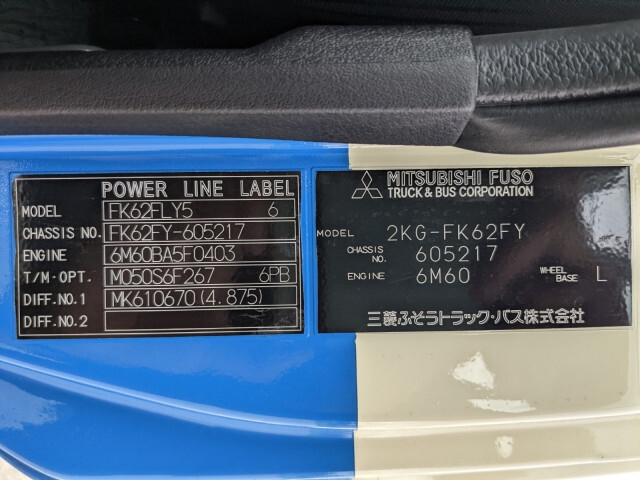 POWER LINE LABEL
MODEL FK62FLY5 6
CHASSIS NO. FK62FY-605217
ENGINE 6M60BA5F0403
T/M·OPT. M050S6F267 6PB
DIFF.NO.1 MK610670(4.875)
DIFF.NO.2
MITSUBISHI FUSO
TRUCK & BUS CORPORATION
MODEL 2KG-FK62FY
CHASSIS NO. 605217
ENGINE 6M60 WHEEL BASE L
三菱ふそうトラック・バス株式会社